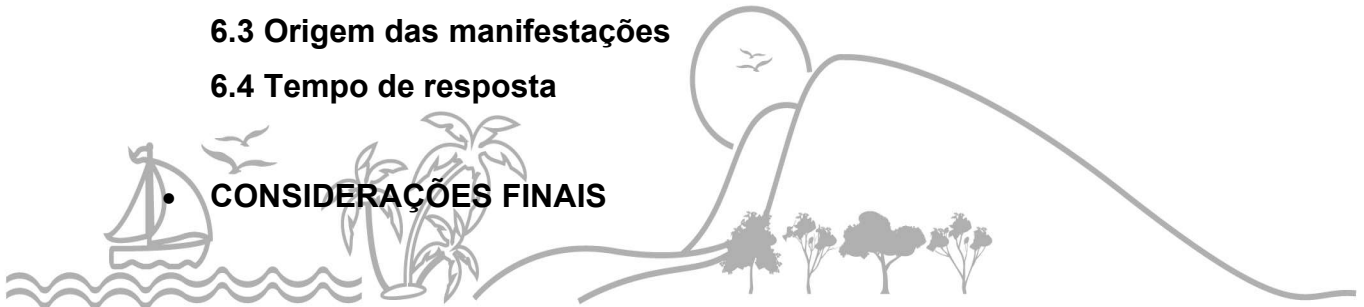 6.3 Origem das manifestações
6.4 Tempo de resposta
• CONSIDERAÇÕES FINAIS